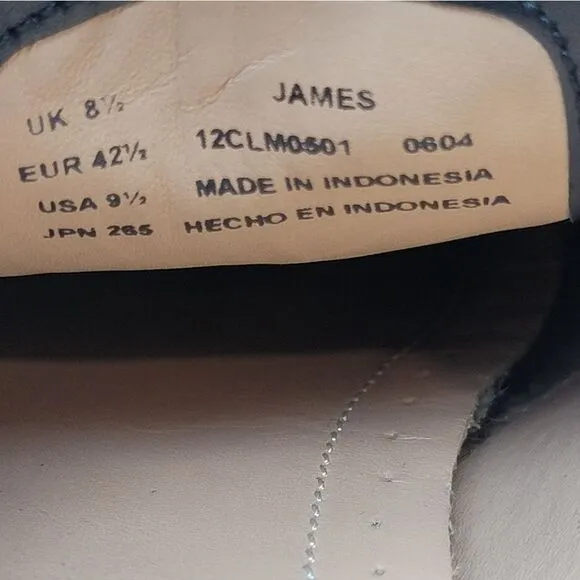 UK 8½
EUR 42½
USA 9½
JPN 265
JAMES
12CLM0501 0604
MADE IN INDONESIA
HECHO EN INDONESIA